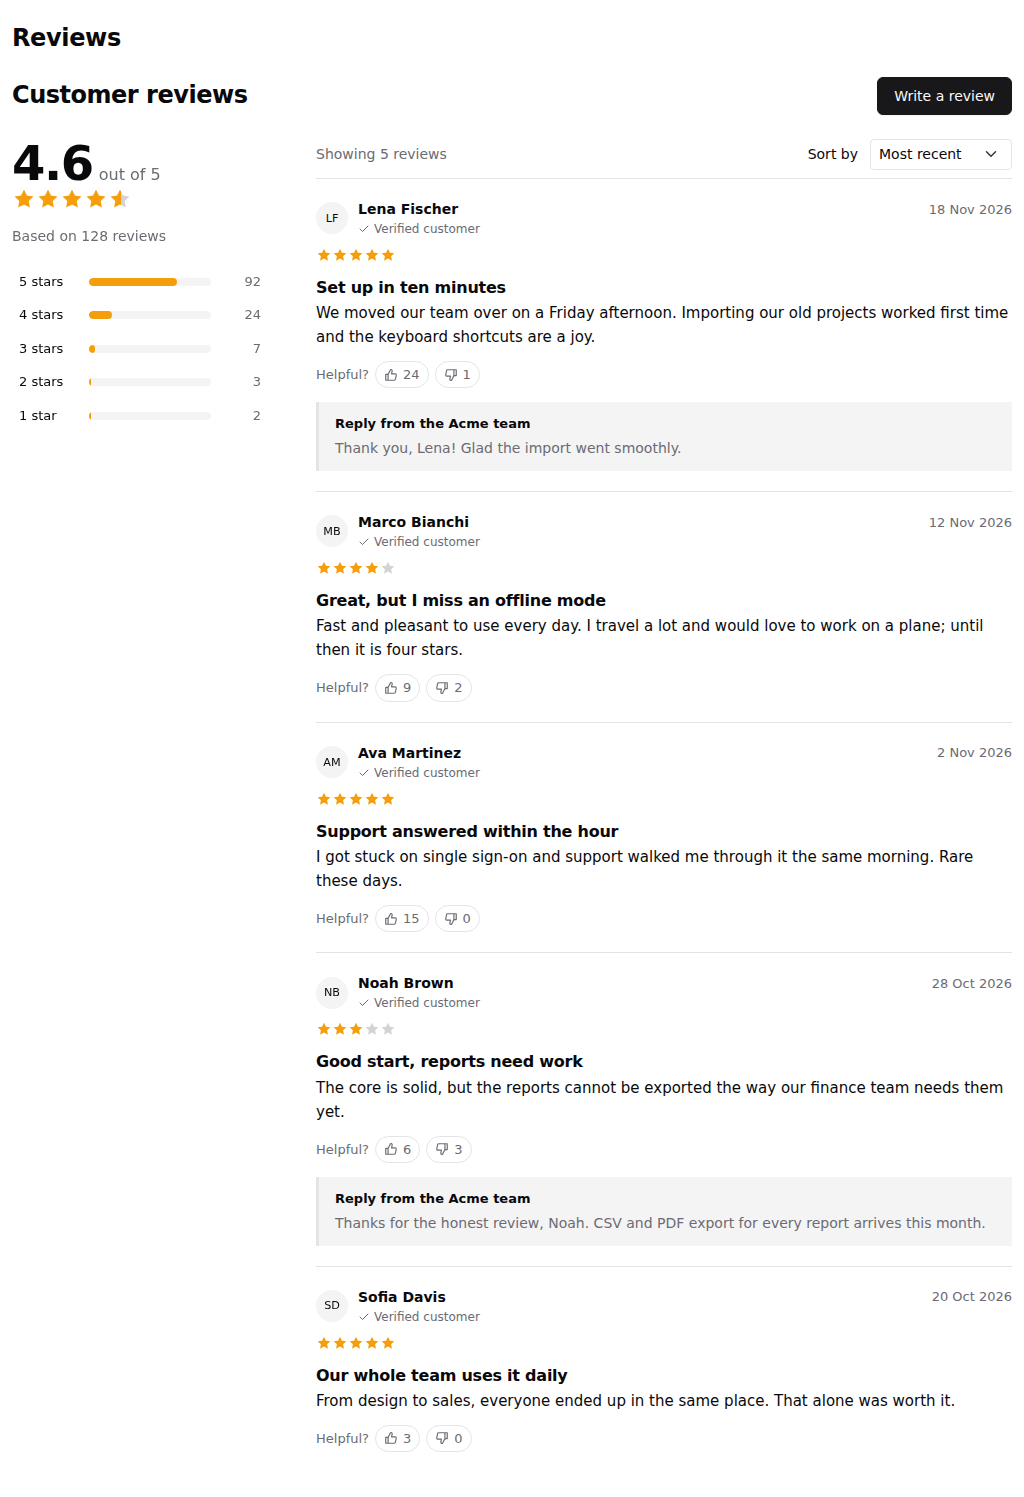 Reviews
Customer reviews
Write a review
4.6 out of 5
Based on 128 reviews
5 stars 92
4 stars 24
3 stars 7
2 stars 3
1 star 2
Showing 5 reviews
Sort by Most recent
LF
Lena Fischer
18 Nov 2026
Verified customer
Set up in ten minutes
We moved our team over on a Friday afternoon. Importing our old projects worked first time
and the keyboard shortcuts are a joy.
Helpful? 24 1
Reply from the Acme team
Thank you, Lena! Glad the import went smoothly.
MB
Marco Bianchi
12 Nov 2026
Verified customer
Great, but I miss an offline mode
Fast and pleasant to use every day. I travel a lot and would love to work on a plane; until
then it is four stars.
Helpful? 9 2
AM
Ava Martinez
2 Nov 2026
Verified customer
Support answered within the hour
I got stuck on single sign-on and support walked me through it the same morning. Rare
these days.
Helpful? 15 0
NB
Noah Brown
28 Oct 2026
Verified customer
Good start, reports need work
The core is solid, but the reports cannot be exported the way our finance team needs them
yet.
Helpful? 6 3
Reply from the Acme team
Thanks for the honest review, Noah. CSV and PDF export for every report arrives this month.
SD
Sofia Davis
20 Oct 2026
Verified customer
Our whole team uses it daily
From design to sales, everyone ended up in the same place. That alone was worth it.
Helpful? 3 0